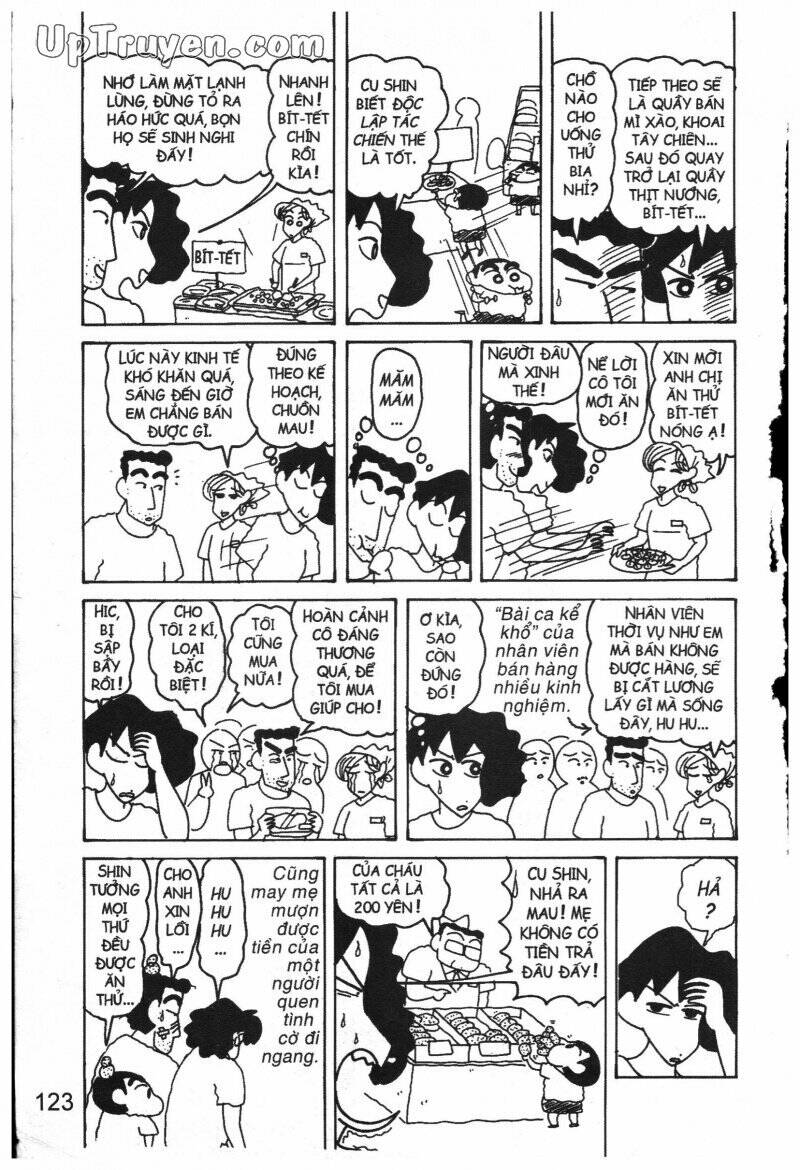 UpTruyen.com
TIẾP THEO SẼ
LÀ QUẦY BÁN
MÌ XÀO, KHOAI
TÂY CHIÊN...
SAU ĐÓ QUAY
TRỞ LẠI QUẦY
THỊT NƯỚNG,
BÍT-TẾT...
CHỖ
NÀO CHO
UỐNG
THỬ
BIA
NHỈ?
CU SHIN
BIẾT ĐỘC
LẬP TÁC
CHIẾN THẾ
LÀ TỐT.
NHANH
LÊN!
BÍT-TẾT
CHÍN
RỒI
KÌA!
NHỚ LÀM MẶT LẠNH
LÙNG, ĐỪNG TỎ RA
HÁO HỨC QUÁ, BỌN
HỌ SẼ SINH NGHI
ĐẤY!
BÍT-TẾT
XIN MỜI
ANH CHỊ
ĂN THỬ
BÍT-TẾT
NÓNG Ạ!
NỂ LỜI
CÔ TÔI
MỚI ĂN
ĐÓ!
NGƯỜI ĐÂU
MÀ XINH
THẾ!
MĂM
MĂM
...
ĐÚNG
THEO KẾ
HOẠCH,
CHUỒN
MAU!
LÚC NÀY KINH TẾ
KHÓ KHĂN QUÁ,
SÁNG ĐẾN GIỜ
EM CHẲNG BÁN
ĐƯỢC GÌ.
NHÂN VIÊN
THỜI VỤ NHƯ EM
MÀ BÁN KHÔNG
ĐƯỢC HÀNG, SẼ
BỊ CẮT LƯƠNG
LẤY GÌ MÀ SỐNG
ĐÂY, HU HU...
“Bài ca kể
khổ” của
nhân viên
bán hàng
nhiều kinh
nghiệm.
Ơ KÌA,
SAO
CÒN
ĐỨNG
ĐÓ!
HOÀN CẢNH
CÔ ĐÁNG
THƯƠNG
QUÁ, ĐỂ
TÔI MUA
GIÚP CHO!
TÔI
CŨNG
MUA
NỮA!
CHO
TÔI 2 KÍ,
LOẠI
ĐẶC
BIỆT!
HIC,
BỊ
SẬP
BẪY
RỒI!
HẢ
?
CU SHIN,
NHẢ RA
MAU! MẸ
KHÔNG CÓ
TIỀN TRẢ
ĐÂU ĐẤY!
CỦA CHÁU
TẤT CẢ LÀ
200 YÊN!
Cũng
may mẹ
mượn
được
tiền của
một
người
quen
tình
cờ đi
ngang.
HU
HU
HU
...
CHO
ANH
XIN
LỖI...
SHIN
TƯỞNG
MỌI
THỨ
ĐỀU
ĐƯỢC
ĂN
THỬ...
123